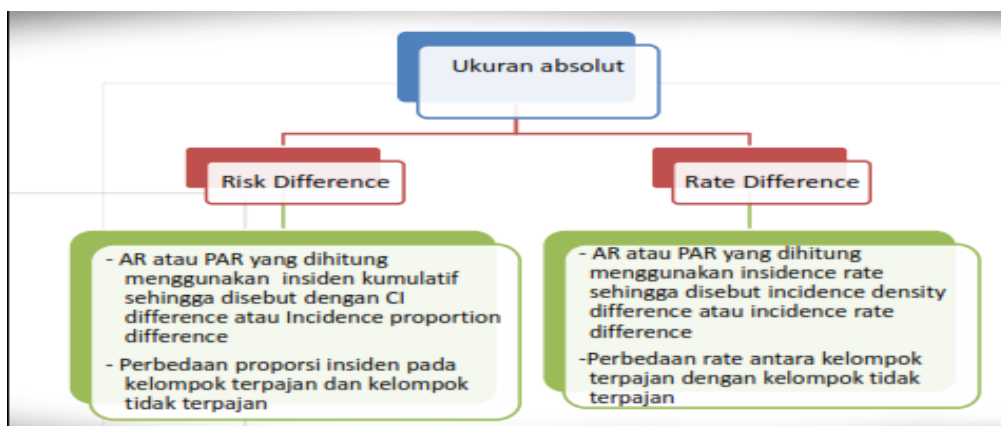 Ukuran absolut
Risk Difference
Rate Difference
- AR atau PAR yang dihitung
menggunakan insiden kumulatif
sehingga disebut dengan CI
difference atau Incidence proportion
difference
- Perbedaan proporsi insiden pada
kelompok terpajan dan kelompok
tidak terpajan
- AR atau PAR yang dihitung
menggunakan insidence rate
sehingga disebut incidence density
difference atau incidence rate
difference
-Perbedaan rate antara kelompok
terpajan dengan kelompok tidak
terpajan